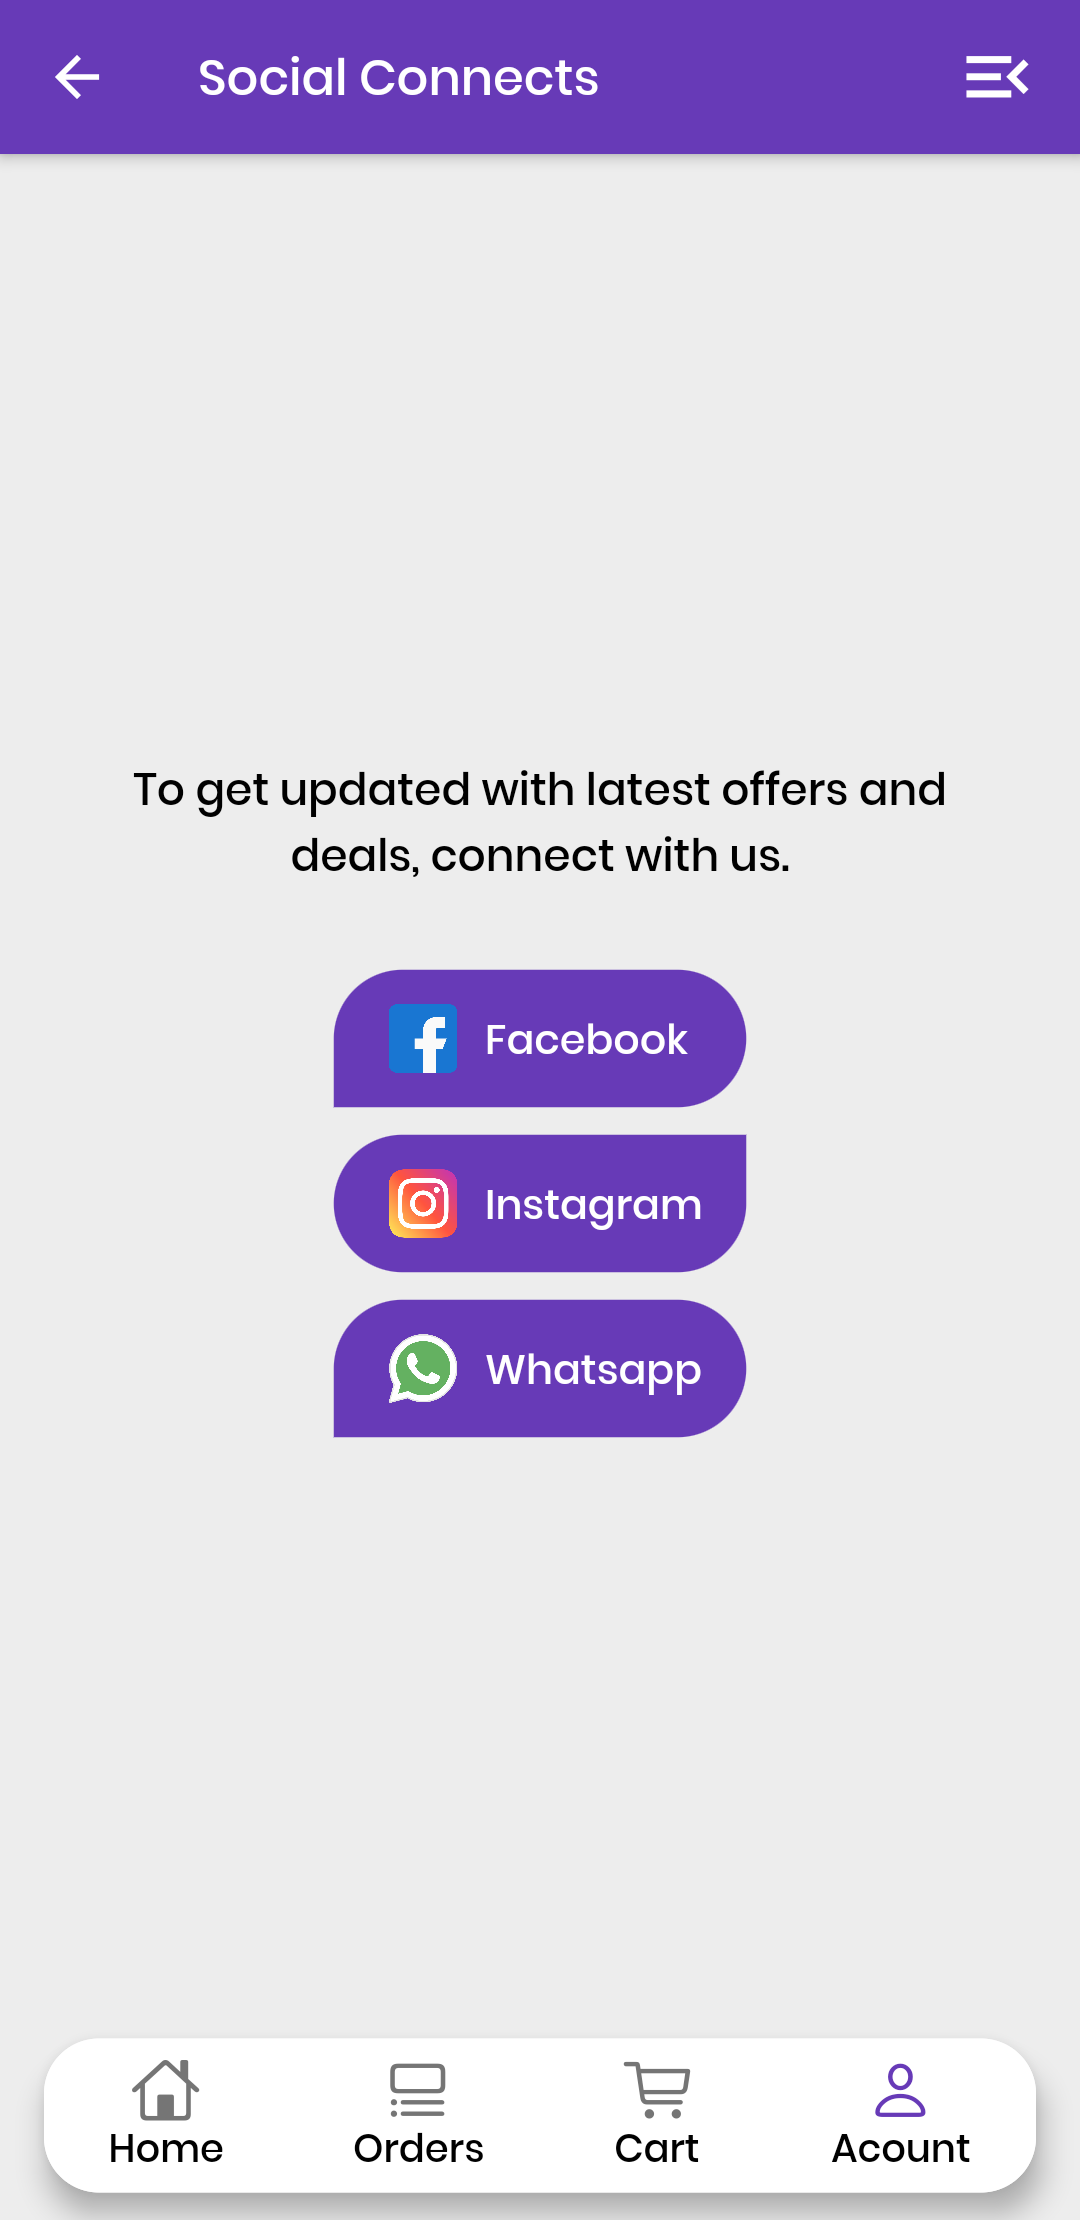 Social Connects
To get updated with latest offers and
deals, connect with us.
Facebook
Instagram
Whatsapp
Home
Orders
Cart
Acount